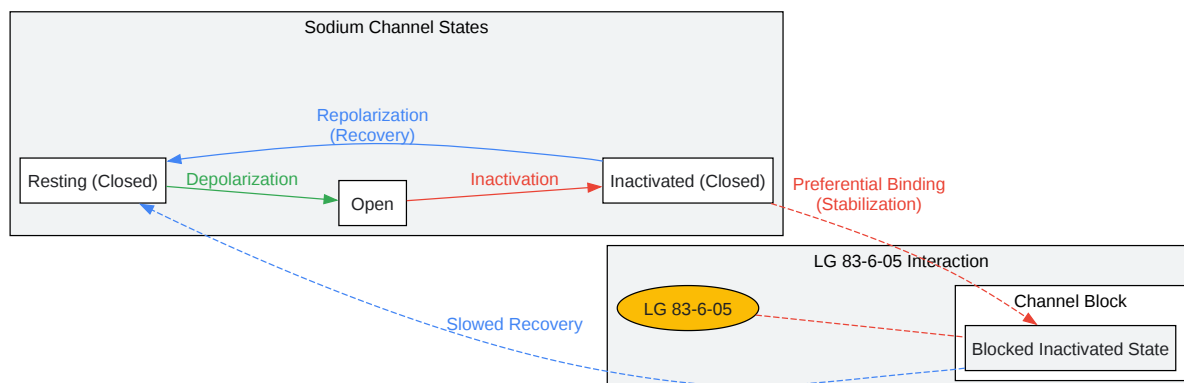 Sodium Channel States
Repolarization
(Recovery)
Resting (Closed)
Depolarization
Open
Inactivation
Inactivated (Closed)
Preferential Binding
(Stabilization)
LG 83-6-05 Interaction
LG 83-6-05
Channel Block
Slowed Recovery
Blocked Inactivated State